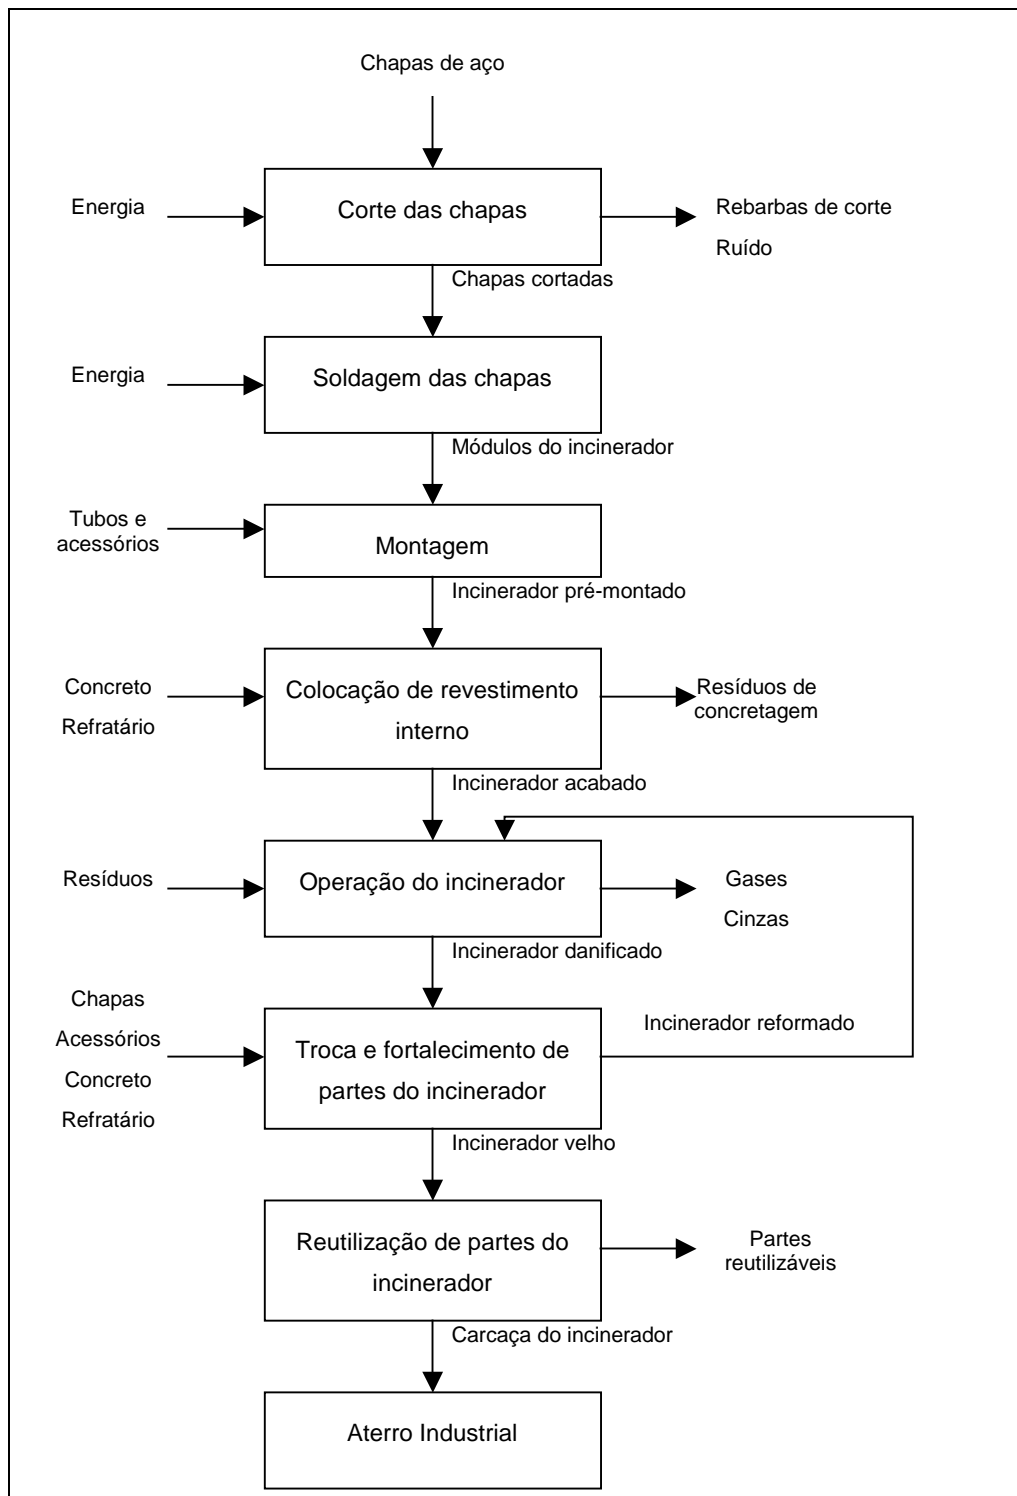 Chapas de aço
Energia
Corte das chapas
Rebarbas de corte
Ruído
Chapas cortadas
Energia
Soldagem das chapas
Módulos do incinerador
Tubos e
acessórios
Montagem
Incinerador pré-montado
Concreto
Refratário
Colocação de revestimento
interno
Resíduos de
concretagem
Incinerador acabado
Resíduos
Operação do incinerador
Gases
Cinzas
Incinerador danificado
Chapas
Acessórios
Concreto
Refratário
Troca e fortalecimento de
partes do incinerador
Incinerador reformado
Incinerador velho
Reutilização de partes do
incinerador
Partes
reutilizáveis
Carcaça do incinerador
Aterro Industrial